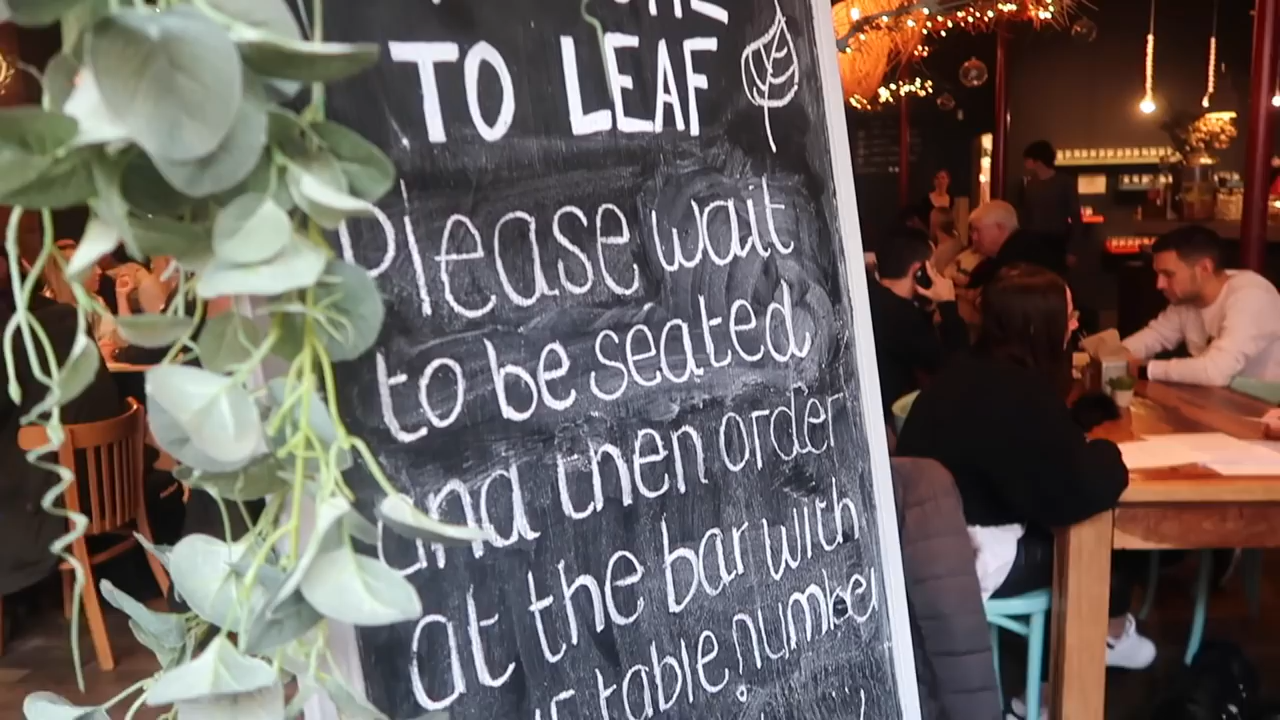 TO LEAF
Please wait
to be seated
and then order
at the bar with
table number